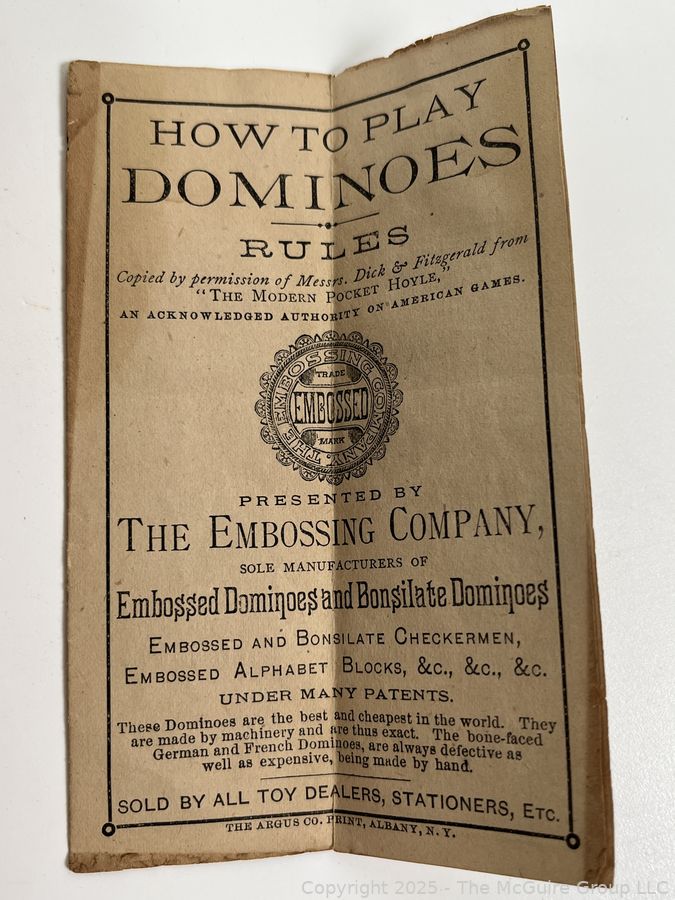 HOW TO PLAY
DOMINOES
RULES
Copied by permission of Messrs. Dick & Fitzgerald from
"THE MODERN POCKET HOYLE,"
AN ACKNOWLEDGED AUTHORITY ON AMERICAN GAMES.
THE EMBOSSING COMPANY
TRADE
EMBOSSED
MARK
PRESENTED BY
THE EMBOSSING COMPANY,
SOLE MANUFACTURERS OF
Embossed Dominoes and Bonsilate Dominoes
EMBOSSED AND BONSILATE CHECKERMEN,
EMBOSSED ALPHABET BLOCKS, &C., &C., &C.
UNDER MANY PATENTS.
These Dominoes are the best and cheapest in the world. They
are made by machinery and are thus exact. The bone-faced
German and French Dominoes, are always defective as
well as expensive, being made by hand.
SOLD BY ALL TOY DEALERS, STATIONERS, ETC.
THE ARGUS CO. PRINT, ALBANY, N. Y.
Copyright 2025 - The McGuire Group LLC